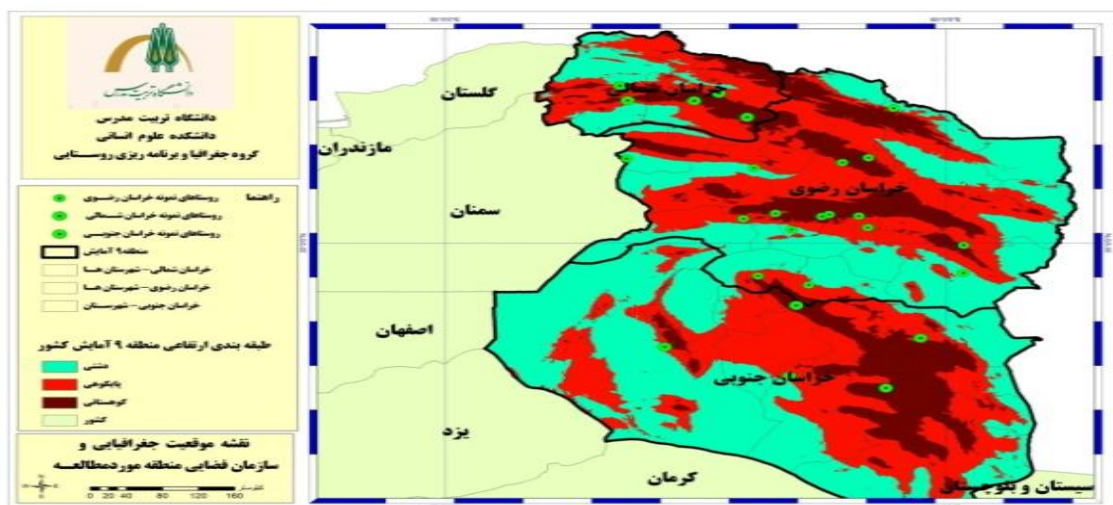 دانشگاه تربیت مدرس
دانشگاه تربیت مدرس
دانشکده علوم انسانی
گروه جغرافیا و برنامه ریزی روستایی
راهنما
روستاهای نمونه خراسان رضوی
روستاهای نمونه خراسان شمالی
روستاهای نمونه خراسان جنوبی
منطقه ۹ آمایش
خراسان شمالی-شهرستان ها
خراسان رضوی-شهرستان ها
خراسان جنوبی-شهرستان
طبقه بندی ارتفاعی منطقه ۹ آمایش کشور
دشتی
پایکوهی
کوهستانی
کشور
نقشه موقعیت جغرافیایی و
سازمان فضایی منطقه موردمطالعه
کیلومتر
0 20 40 80 120 160
گلستان
خراسان شمالی
مازندران
خراسان رضوی
سمنان
اصفهان
خراسان جنوبی
یزد
کرمان
سیستان و بلوچستان